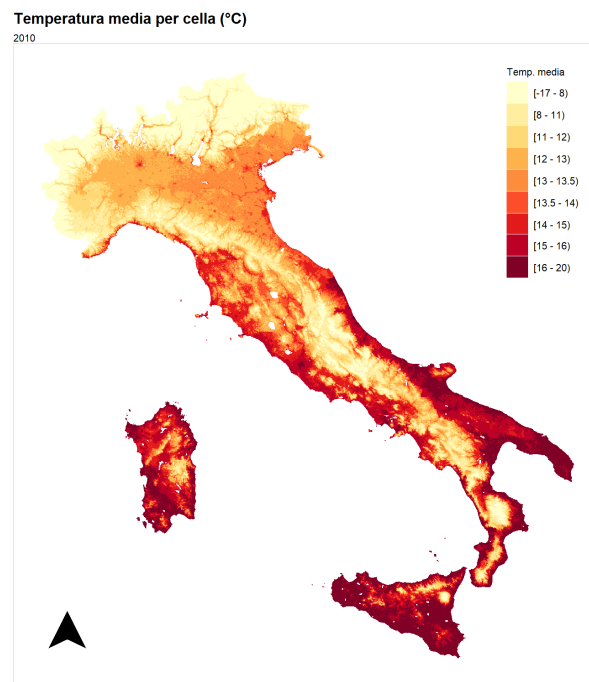 Temperatura media per cella (°C)
2010
Temp. media
[-17 - 8)
[8 - 11)
[11 - 12)
[12 - 13)
[13 - 13.5)
[13.5 - 14)
[14 - 15)
[15 - 16)
[16 - 20)